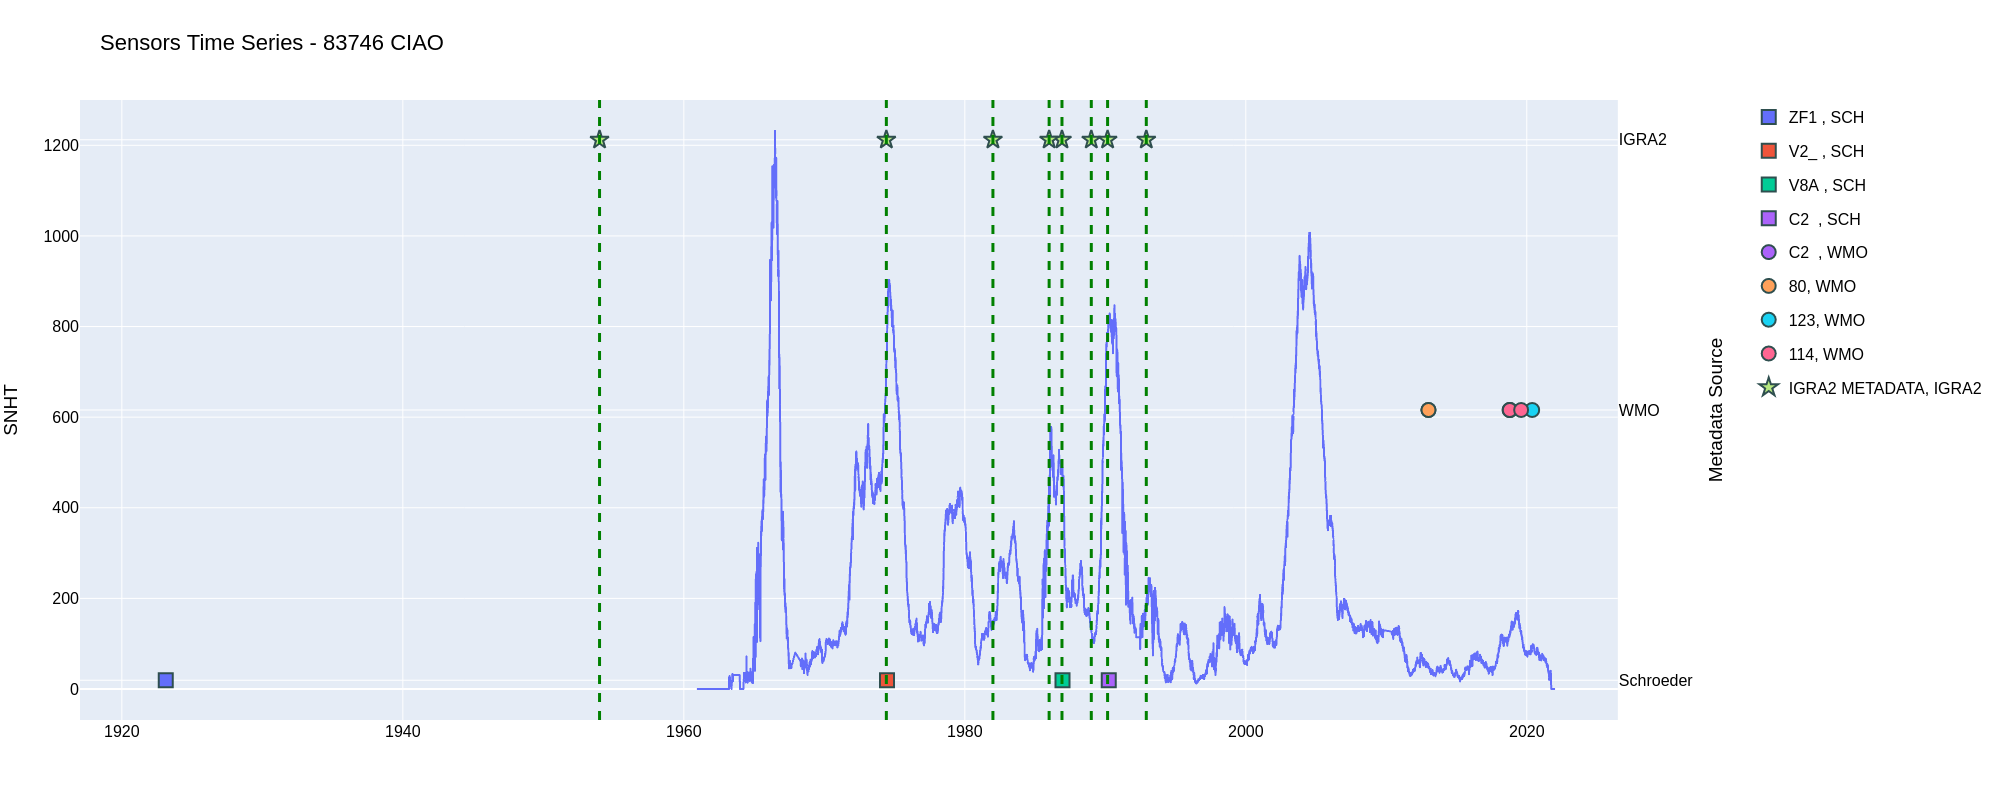 Sensors Time Series - 83746 CIAO
SNHT
1200
1000
800
600
400
200
0
1920
1940
1960
1980
2000
2020
IGRA2
WMO
Schroeder
Metadata Source
ZF1 , SCH
V2_ , SCH
V8A , SCH
C2  , SCH
C2  , WMO
80, WMO
123, WMO
114, WMO
IGRA2 METADATA, IGRA2